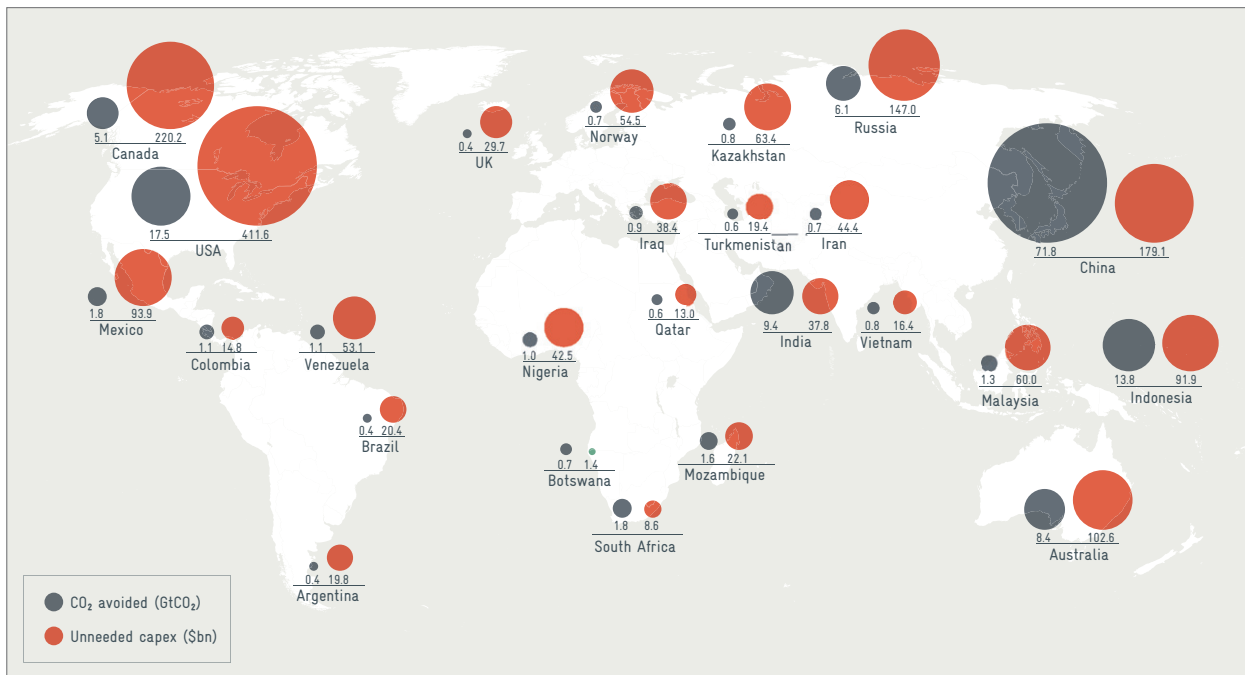 5.1 220.2
Canada
17.5 411.6
USA
1.8 93.9
Mexico
1.1 14.8
Colombia
1.1 53.1
Venezuela
0.4 20.4
Brazil
0.4 19.8
Argentina
0.4 29.7
UK
0.7 54.5
Norway
0.8 63.4
Kazakhstan
6.1 147.0
Russia
0.9 38.4
Iraq
0.6 19.4
Turkmenistan
0.7 44.4
Iran
71.8 179.1
China
0.6 13.0
Qatar
9.4 37.8
India
0.8 16.4
Vietnam
1.0 42.5
Nigeria
1.3 60.0
Malaysia
13.8 91.9
Indonesia
0.7 1.4
Botswana
1.6 22.1
Mozambique
1.8 8.6
South Africa
8.4 102.6
Australia
CO₂ avoided (GtCO₂)
Unneeded capex ($bn)